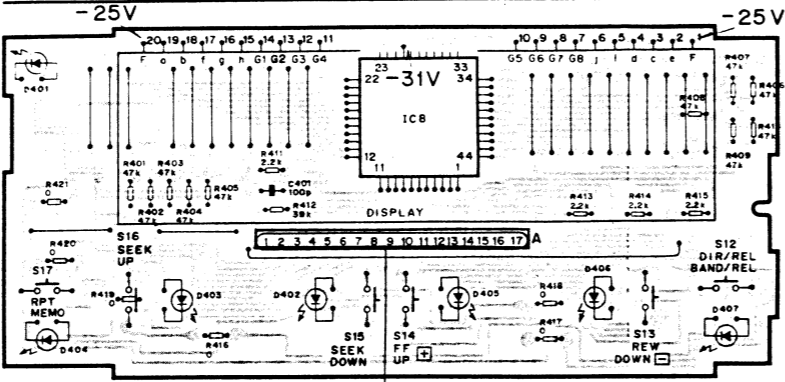 -25V
-25V
20 19 18 17 16 15 14 13 12 11
10 9 8 7 6 5 4 3 2 1
F a b f g h G1 G2 G3 G4
G5 G6 G7 G8 j i d c e F
23 33
22 -31V 34
IC8
12 44
11 1
D401
R407
47k
R406
47k
R408
47k
R409
47k
R411
2.2k
R401
47k
R403
47k
R405
47k
R402
47k
R404
47k
C401
100p
R412
39k
R421
R420
DISPLAY
R413
2.2k
R414
2.2k
R415
2.2k
1 2 3 4 5 6 7 8 9 10 11 12 13 14 15 16 17 A
S16
SEEK
UP
S12
DIR/REL
BAND/REL
S17
RPT
MEMO
R419
D403
D402
D405
R418
D406
D407
D404
R416
S15
SEEK
DOWN
S14
FF
UP +
R417
S13
REW
DOWN -